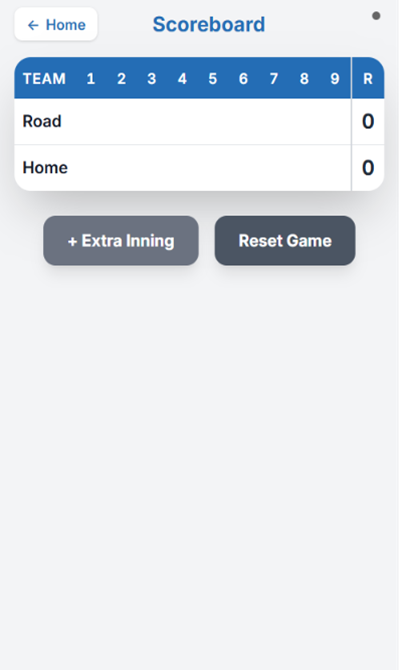 ← Home
Scoreboard
TEAM 1 2 3 4 5 6 7 8 9 R
Road 0
Home 0
+ Extra Inning
Reset Game